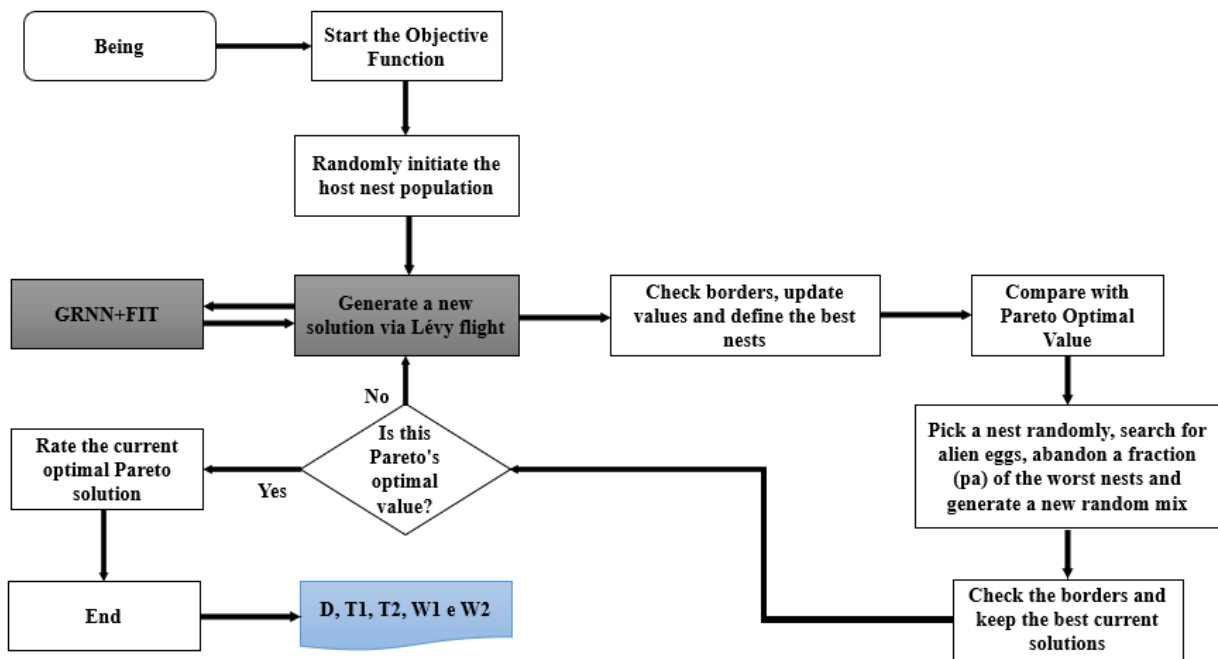 Being
Start the Objective
Function
Randomly initiate the
host nest population
GRNN+FIT
Generate a new
solution via Lévy flight
Check borders, update
values and define the best
nests
Compare with
Pareto Optimal
Value
No
Is this
Pareto's
optimal
value?
Yes
Rate the current
optimal Pareto
solution
Pick a nest randomly, search for
alien eggs, abandon a fraction
(pa) of the worst nests and
generate a new random mix
Check the borders and
keep the best current
solutions
End
D, T1, T2, W1 e W2